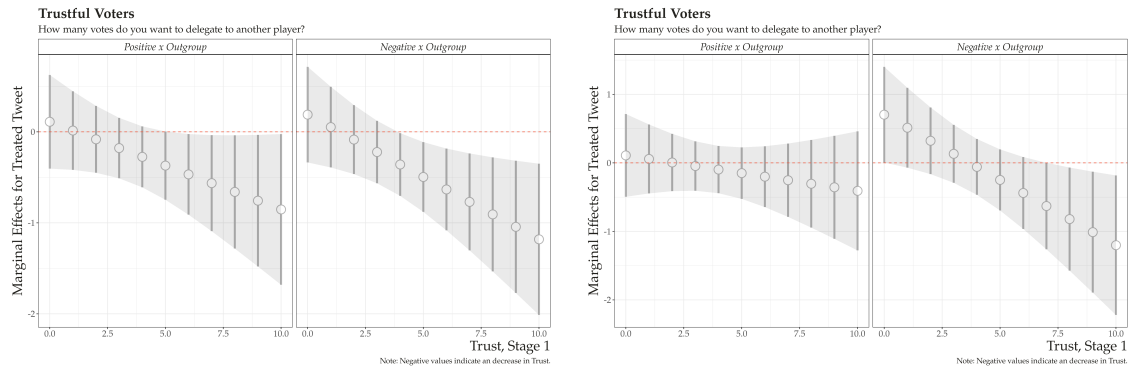 Trustful Voters
How many votes do you want to delegate to another player?
Positive x Outgroup
Negative x Outgroup
Marginal Effects for Treated Tweet
0
-1
-2
0.0 2.5 5.0 7.5 10.0
0.0 2.5 5.0 7.5 10.0
Trust, Stage 1
Note: Negative values indicate an decrease in Trust.
Trustful Voters
How many votes do you want to delegate to another player?
Positive x Outgroup
Negative x Outgroup
Marginal Effects for Treated Tweet
1
0
-1
-2
0.0 2.5 5.0 7.5 10.0
0.0 2.5 5.0 7.5 10.0
Trust, Stage 1
Note: Negative values indicate an decrease in Trust.